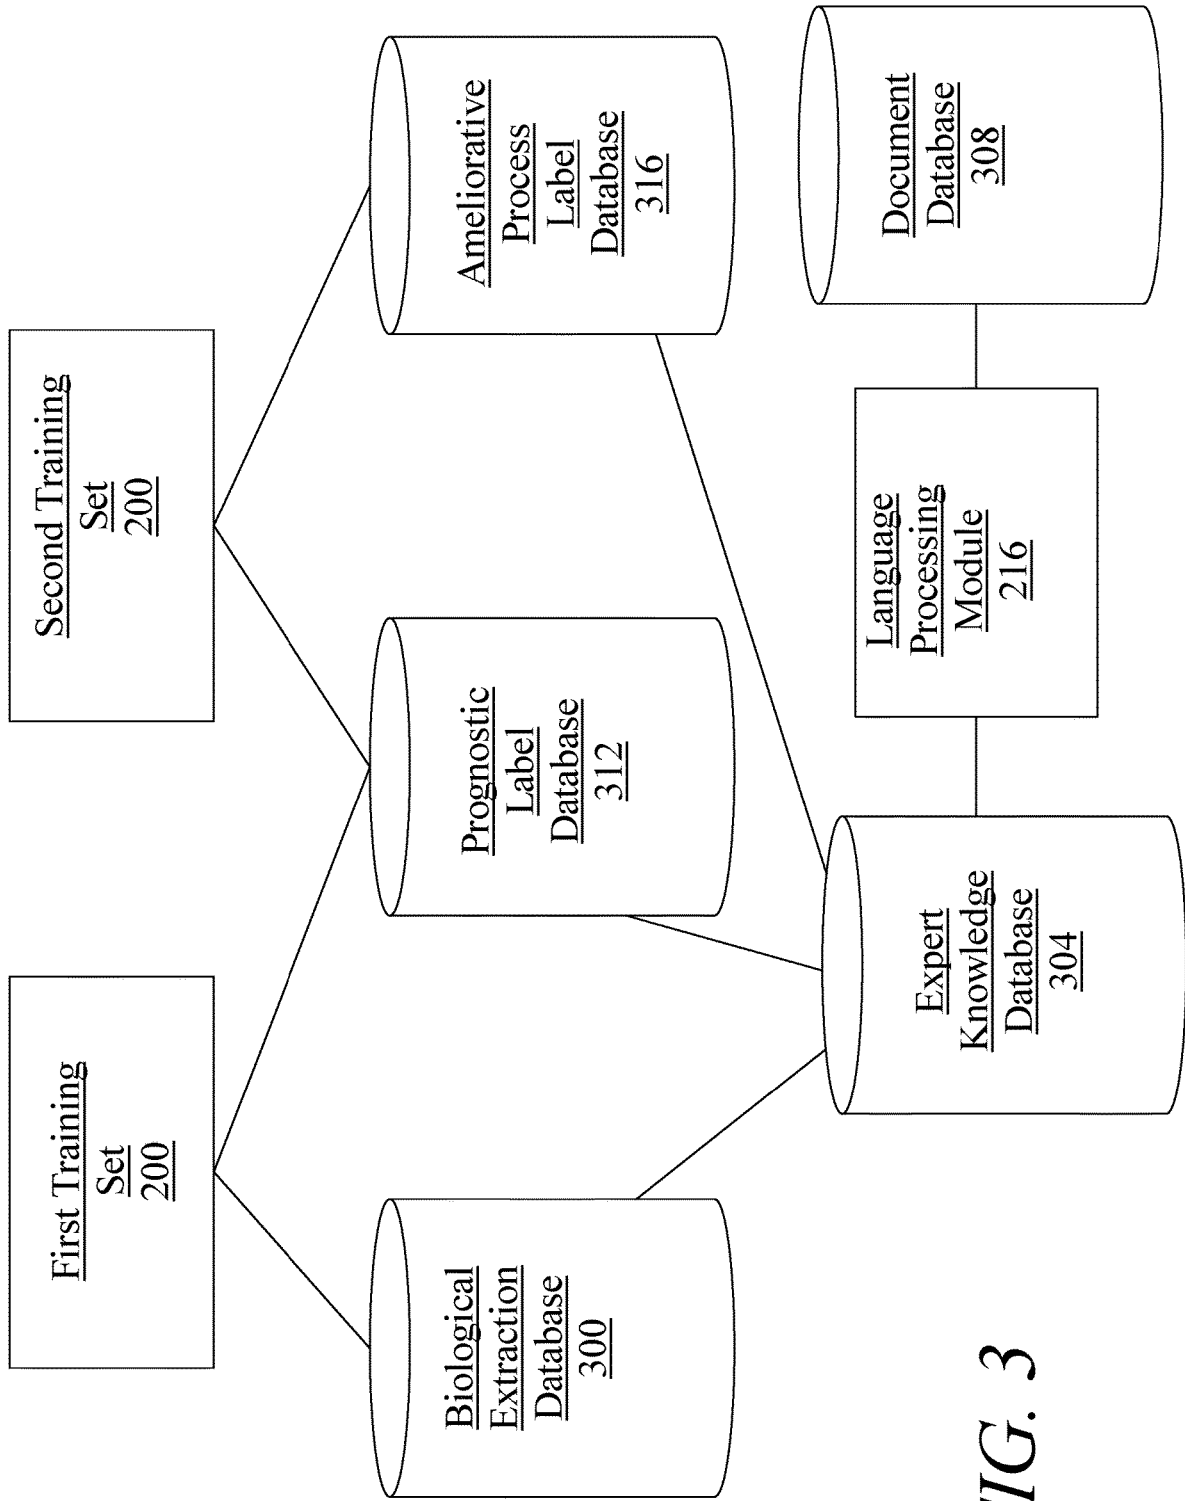 First Training
Set
200
Second Training
Set
200
Biological
Extraction
Database
300
Prognostic
Label
Database
312
Ameliorative
Process
Label
Database
316
Expert
Knowledge
Database
304
Language
Processing
Module
216
Document
Database
308
FIG. 3